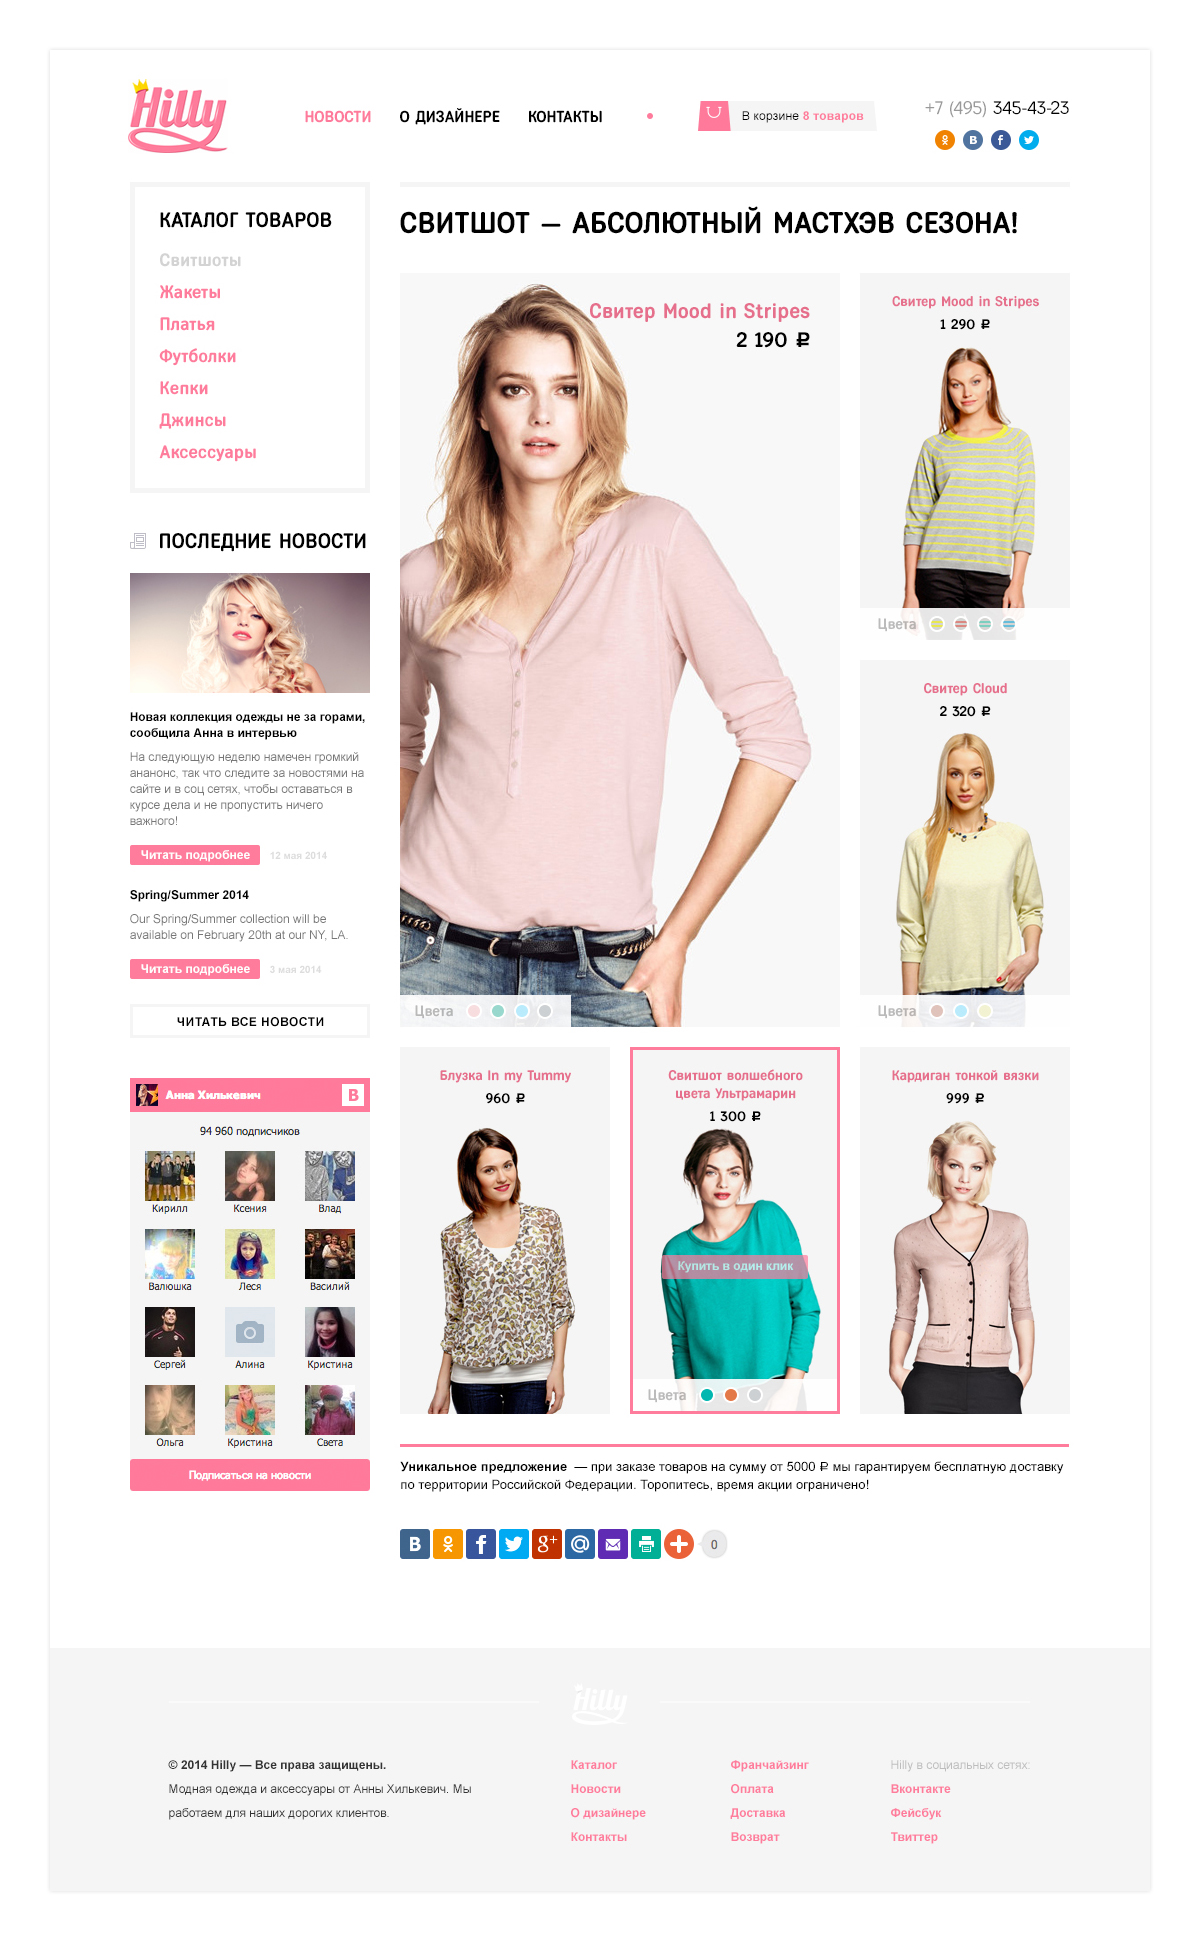 Hilly
НОВОСТИ О ДИЗАЙНЕРЕ КОНТАКТЫ
В корзине 8 товаров
+7 (495) 345-43-23
КАТАЛОГ ТОВАРОВ
Свитшоты
Жакеты
Платья
Футболки
Кепки
Джинсы
Аксессуары
ПОСЛЕДНИЕ НОВОСТИ
Новая коллекция одежды не за горами,
сообщила Анна в интервью
На следующую неделю намечен громкий
ананонс, так что следите за новостями на
сайте и в соц сетях, чтобы оставаться в
курсе дела и не пропустить ничего
важного!
Читать подробнее 12 мая 2014
Spring/Summer 2014
Our Spring/Summer collection will be
available on February 20th at our NY, LA.
Читать подробнее 3 мая 2014
ЧИТАТЬ ВСЕ НОВОСТИ
Анна Хилькевич B
94 960 подписчиков
Кирилл Ксения Влад
Валюшка Леся Василий
Сергей Алина Кристина
Ольга Кристина Света
Подписаться на новости
СВИТШОТ — АБСОЛЮТНЫЙ МАСТХЭВ СЕЗОНА!
Свитер Mood in Stripes
2 190 ₽
Цвета
Свитер Mood in Stripes
1 290 ₽
Цвета
Свитер Cloud
2 320 ₽
Цвета
Блузка In my Tummy
960 ₽
Свитшот волшебного
цвета Ультрамарин
1 300 ₽
Купить в один клик
Цвета
Кардиган тонкой вязки
999 ₽
Уникальное предложение — при заказе товаров на сумму от 5000 ₽ мы гарантируем бесплатную доставку
по территории Российской Федерации. Торопитесь, время акции ограничено!
0
Hilly
© 2014 Hilly — Все права защищены.
Модная одежда и аксессуары от Анны Хилькевич. Мы
работаем для наших дорогих клиентов.
Каталог
Новости
О дизайнере
Контакты
Франчайзинг
Оплата
Доставка
Возврат
Hilly в социальных сетях:
Вконтакте
Фейсбук
Твиттер